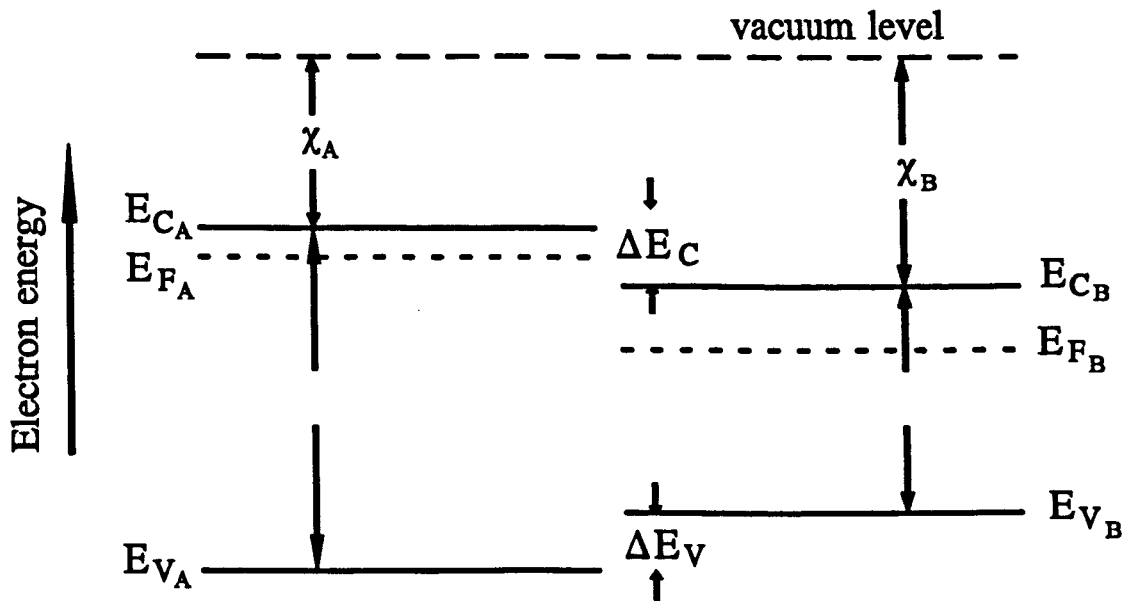 vacuum level
χA
χB
Electron energy
ECA
ΔEC
EFA
ECB
EFB
EVB
ΔEV
EVA